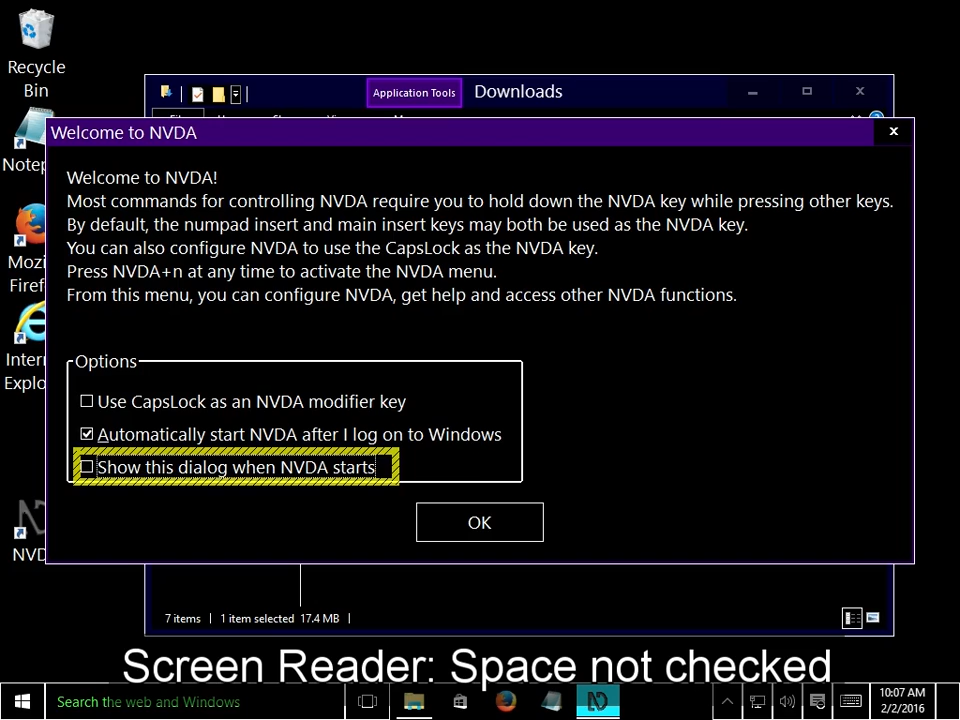 Recycle
Bin
Application Tools
Downloads
Welcome to NVDA
Welcome to NVDA!
Most commands for controlling NVDA require you to hold down the NVDA key while pressing other keys.
By default, the numpad insert and main insert keys may both be used as the NVDA key.
You can also configure NVDA to use the CapsLock as the NVDA key.
Press NVDA+n at any time to activate the NVDA menu.
From this menu, you can configure NVDA, get help and access other NVDA functions.
Options
Use CapsLock as an NVDA modifier key
Automatically start NVDA after I log on to Windows
Show this dialog when NVDA starts
OK
Notep
Mozi
Firef
Intern
Explo
NVD
7 items
1 item selected 17.4 MB
Screen Reader: Space not checked
Search the web and Windows
10:07 AM
2/2/2016